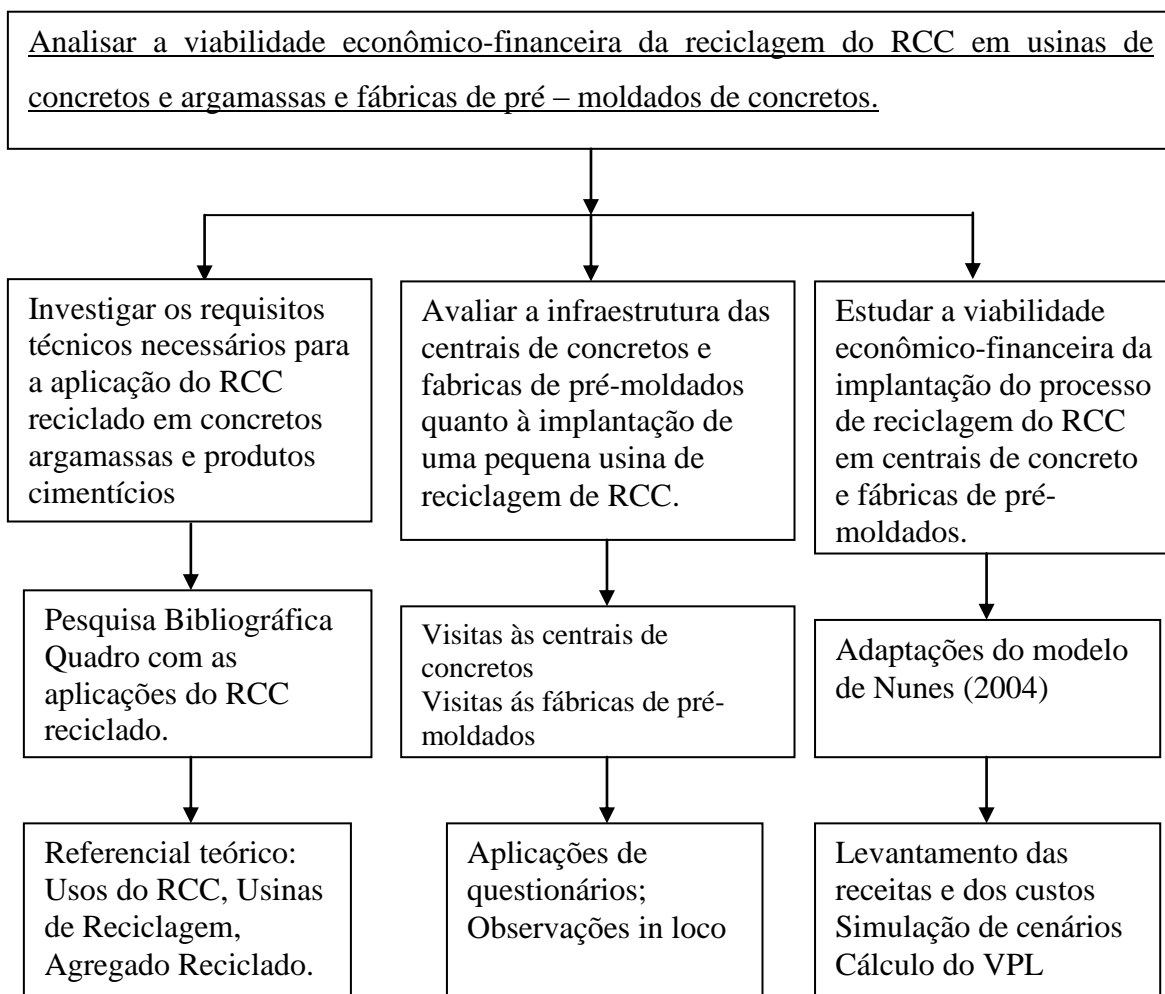 Analisar a viabilidade econômico-financeira da reciclagem do RCC em usinas de
concretos e argamassas e fábricas de pré – moldados de concretos.
Investigar os requisitos
técnicos necessários para
a aplicação do RCC
reciclado em concretos
argamassas e produtos
cimentícios
Avaliar a infraestrutura das
centrais de concretos e
fabricas de pré-moldados
quanto à implantação de
uma pequena usina de
reciclagem de RCC.
Estudar a viabilidade
econômico-financeira da
implantação do processo
de reciclagem do RCC
em centrais de concreto
e fábricas de pré-
moldados.
Pesquisa Bibliográfica
Quadro com as
aplicações do RCC
reciclado.
Visitas às centrais de
concretos
Visitas ás fábricas de pré-
moldados
Adaptações do modelo
de Nunes (2004)
Referencial teórico:
Usos do RCC, Usinas
de Reciclagem,
Agregado Reciclado.
Aplicações de
questionários;
Observações in loco
Levantamento das
receitas e dos custos
Simulação de cenários
Cálculo do VPL